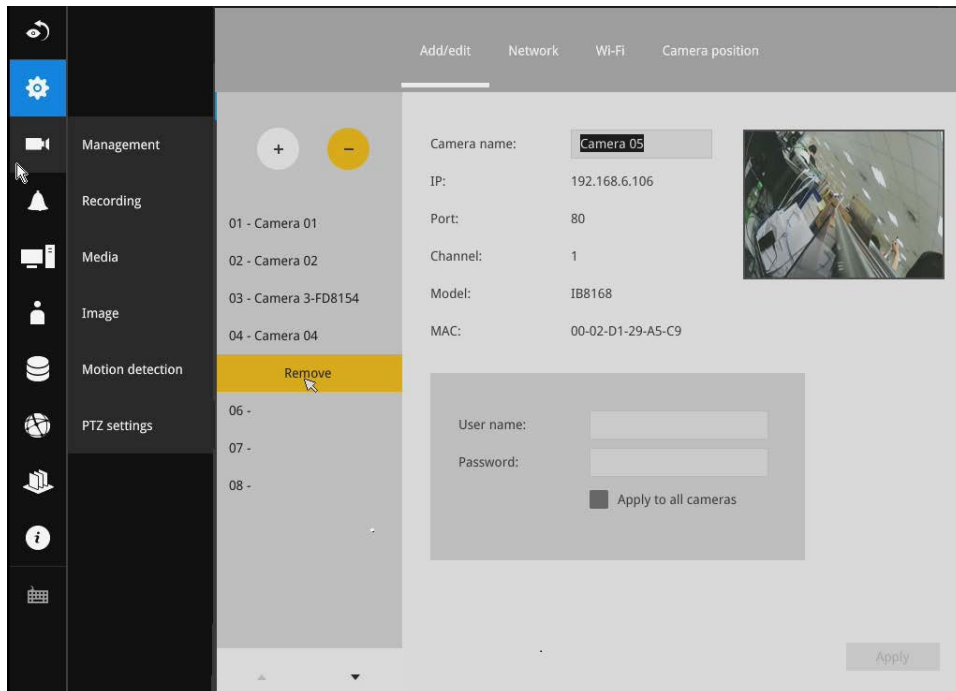 Add/edit Network Wi-Fi Camera position
Management
Recording
Media
Image
Motion detection
PTZ settings
+ −
01 - Camera 01
02 - Camera 02
03 - Camera 3-FD8154
04 - Camera 04
Remove
06 -
07 -
08 -
Camera name: Camera 05
IP: 192.168.6.106
Port: 80
Channel: 1
Model: IB8168
MAC: 00-02-D1-29-A5-C9
User name:
Password:
Apply to all cameras
Apply